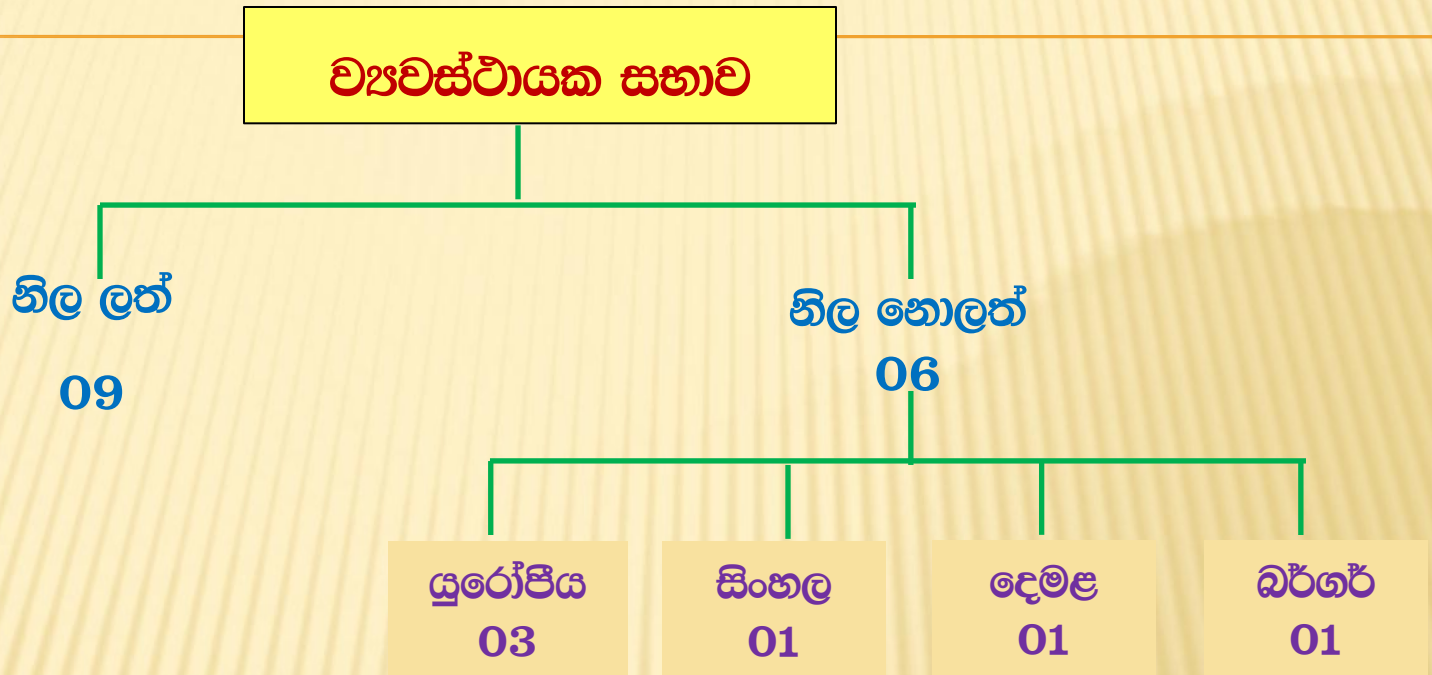 ව්‍යවස්ථායක සභාව
නිල ලත්
09
නිල නොලත්
06
යුරෝපීය
03
සිංහල
01
දෙමළ
01
බර්ගර්
01